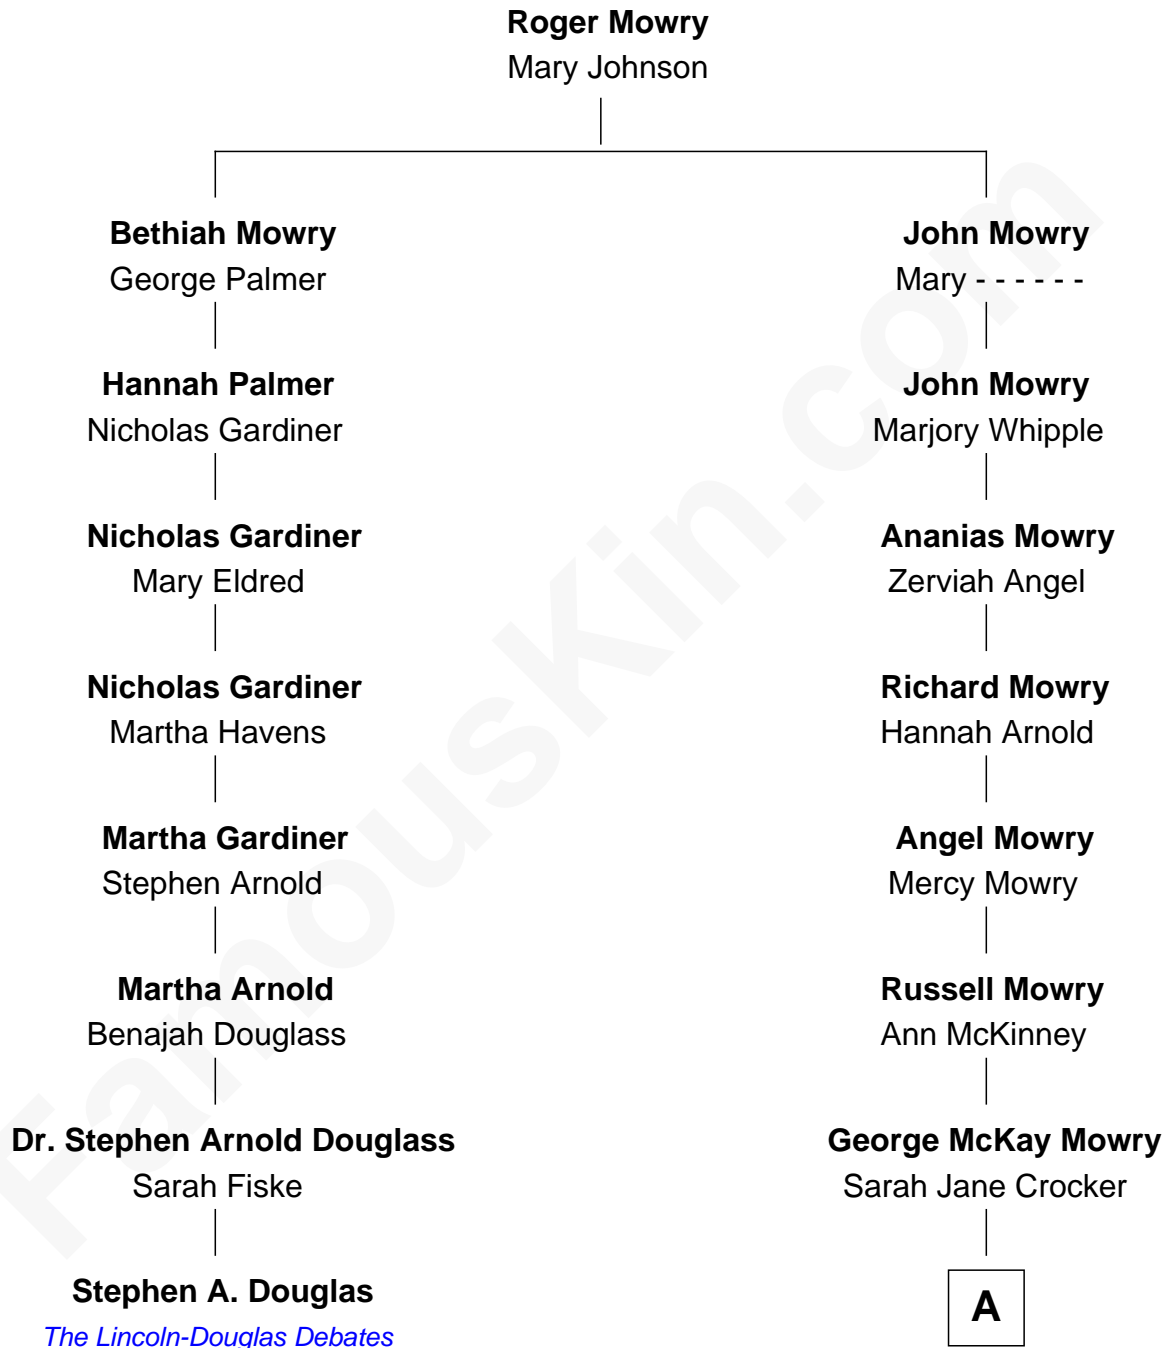 Roger Mowry
Mary Johnson
Bethiah Mowry
George Palmer
John Mowry
Mary - - - - - -
Hannah Palmer
Nicholas Gardiner
John Mowry
Marjory Whipple
Nicholas Gardiner
Mary Eldred
Ananias Mowry
Zerviah Angel
Nicholas Gardiner
Martha Havens
Richard Mowry
Hannah Arnold
Martha Gardiner
Stephen Arnold
Angel Mowry
Mercy Mowry
Martha Arnold
Benajah Douglass
Russell Mowry
Ann McKinney
Dr. Stephen Arnold Douglass
Sarah Fiske
George McKay Mowry
Sarah Jane Crocker
Stephen A. Douglas
The Lincoln-Douglas Debates
A
FamousKin.com